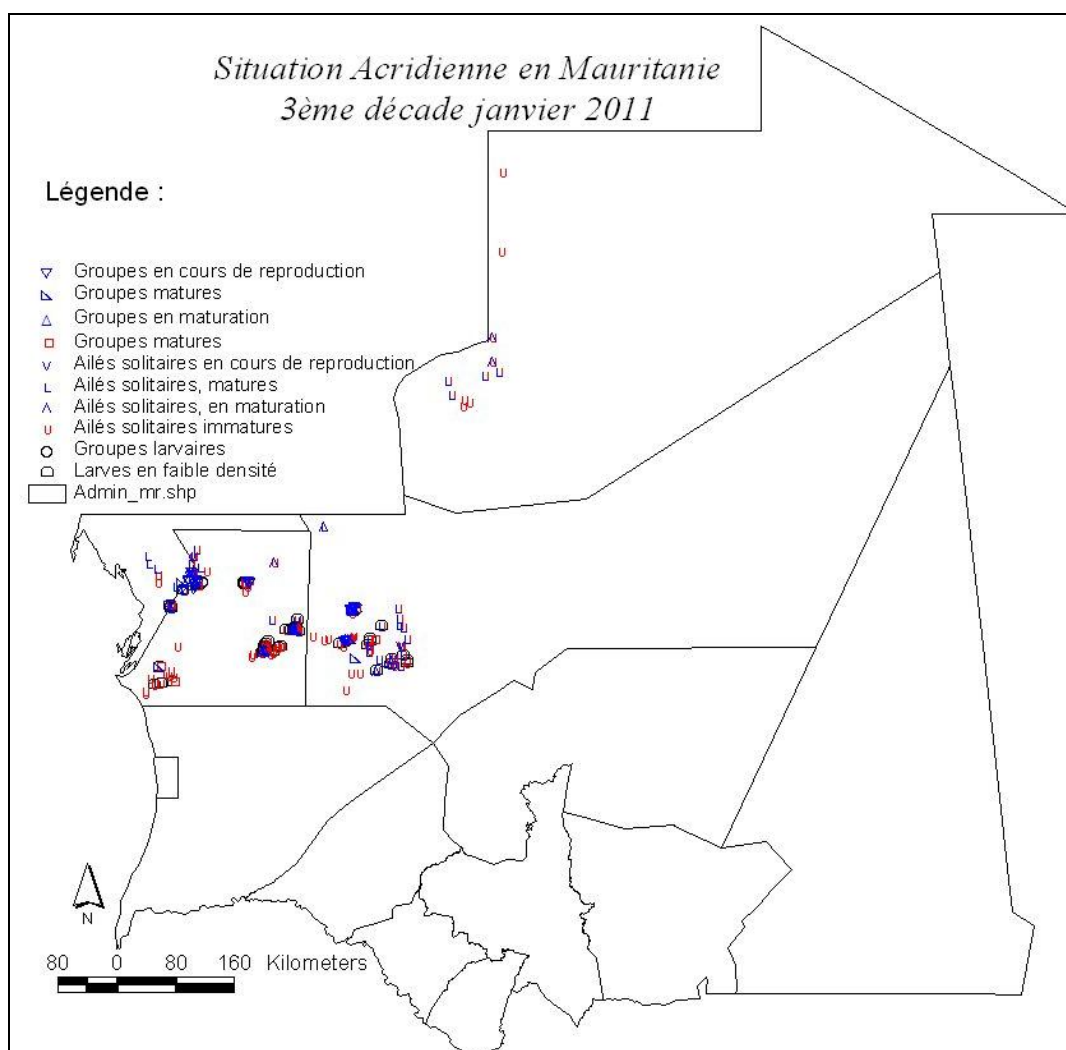 Situation Acridienne en Mauritanie
3ème décade janvier 2011
Légende :
Groupes en cours de reproduction
Groupes matures
Groupes en maturation
Groupes matures
Ailés solitaires en cours de reproduction
Ailés solitaires, matures
Ailés solitaires, en maturation
Ailés solitaires immatures
Groupes larvaires
Larves en faible densité
Admin_mr.shp
N
80 0 80 160 Kilometers